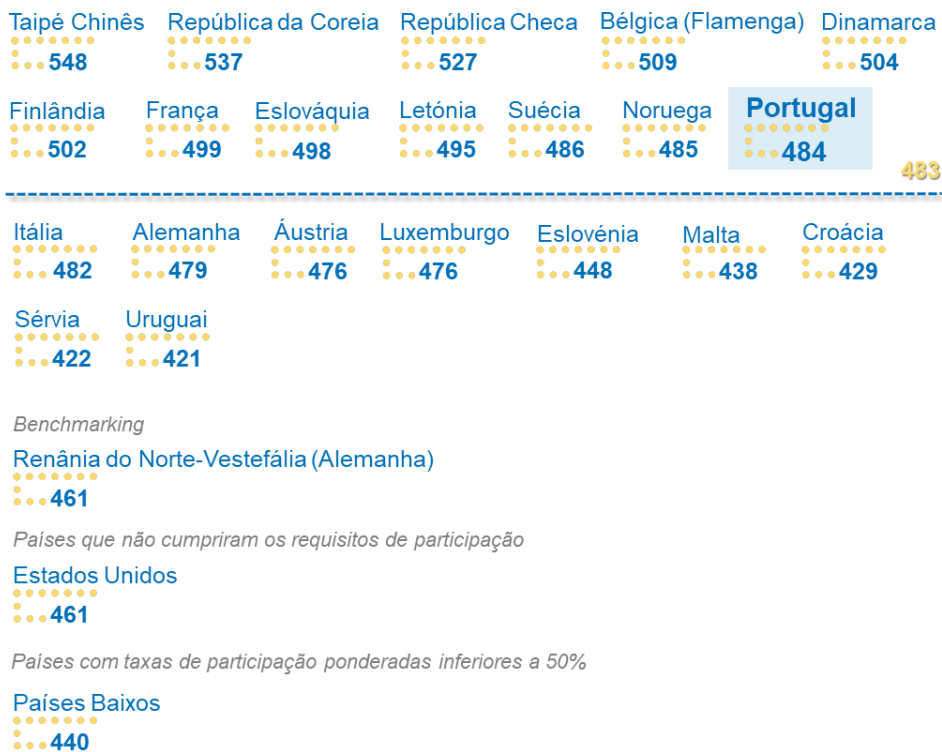 Taipé Chinês República da Coreia República Checa Bélgica (Flamenga) Dinamarca
548 537 527 509 504
Finlândia França Eslováquia Letónia Suécia Noruega Portugal
502 499 498 495 486 485 484
483
Itália Alemanha Áustria Luxemburgo Eslovénia Malta Croácia
482 479 476 476 448 438 429
Sérvia Uruguai
422 421
Benchmarking
Renânia do Norte-Vestefália (Alemanha)
461
Países que não cumpriram os requisitos de participação
Estados Unidos
461
Países com taxas de participação ponderadas inferiores a 50%
Países Baixos
440